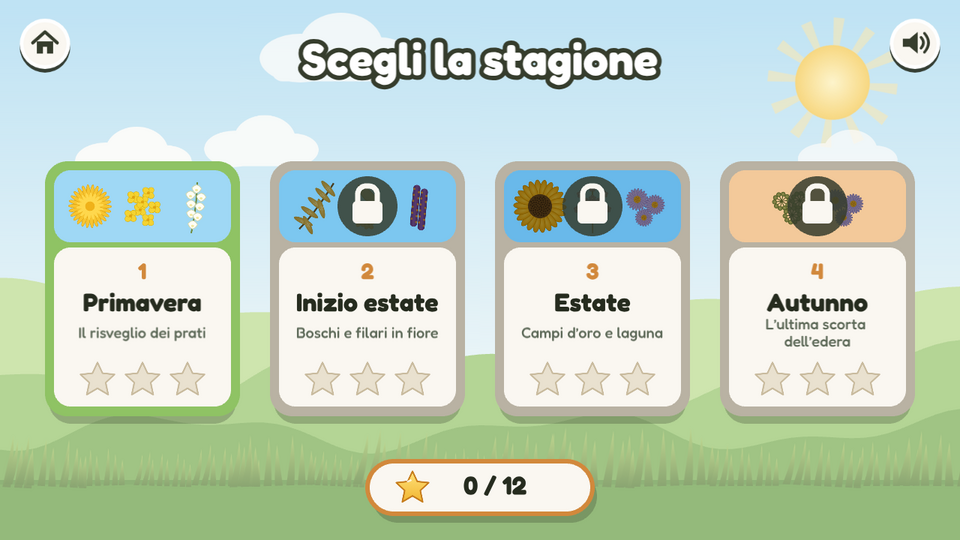 Scegli la stagione
1
Primavera
Il risveglio dei prati
2
Inizio estate
Boschi e filari in fiore
3
Estate
Campi d'oro e laguna
4
Autunno
L'ultima scorta
dell'edera
0 / 12